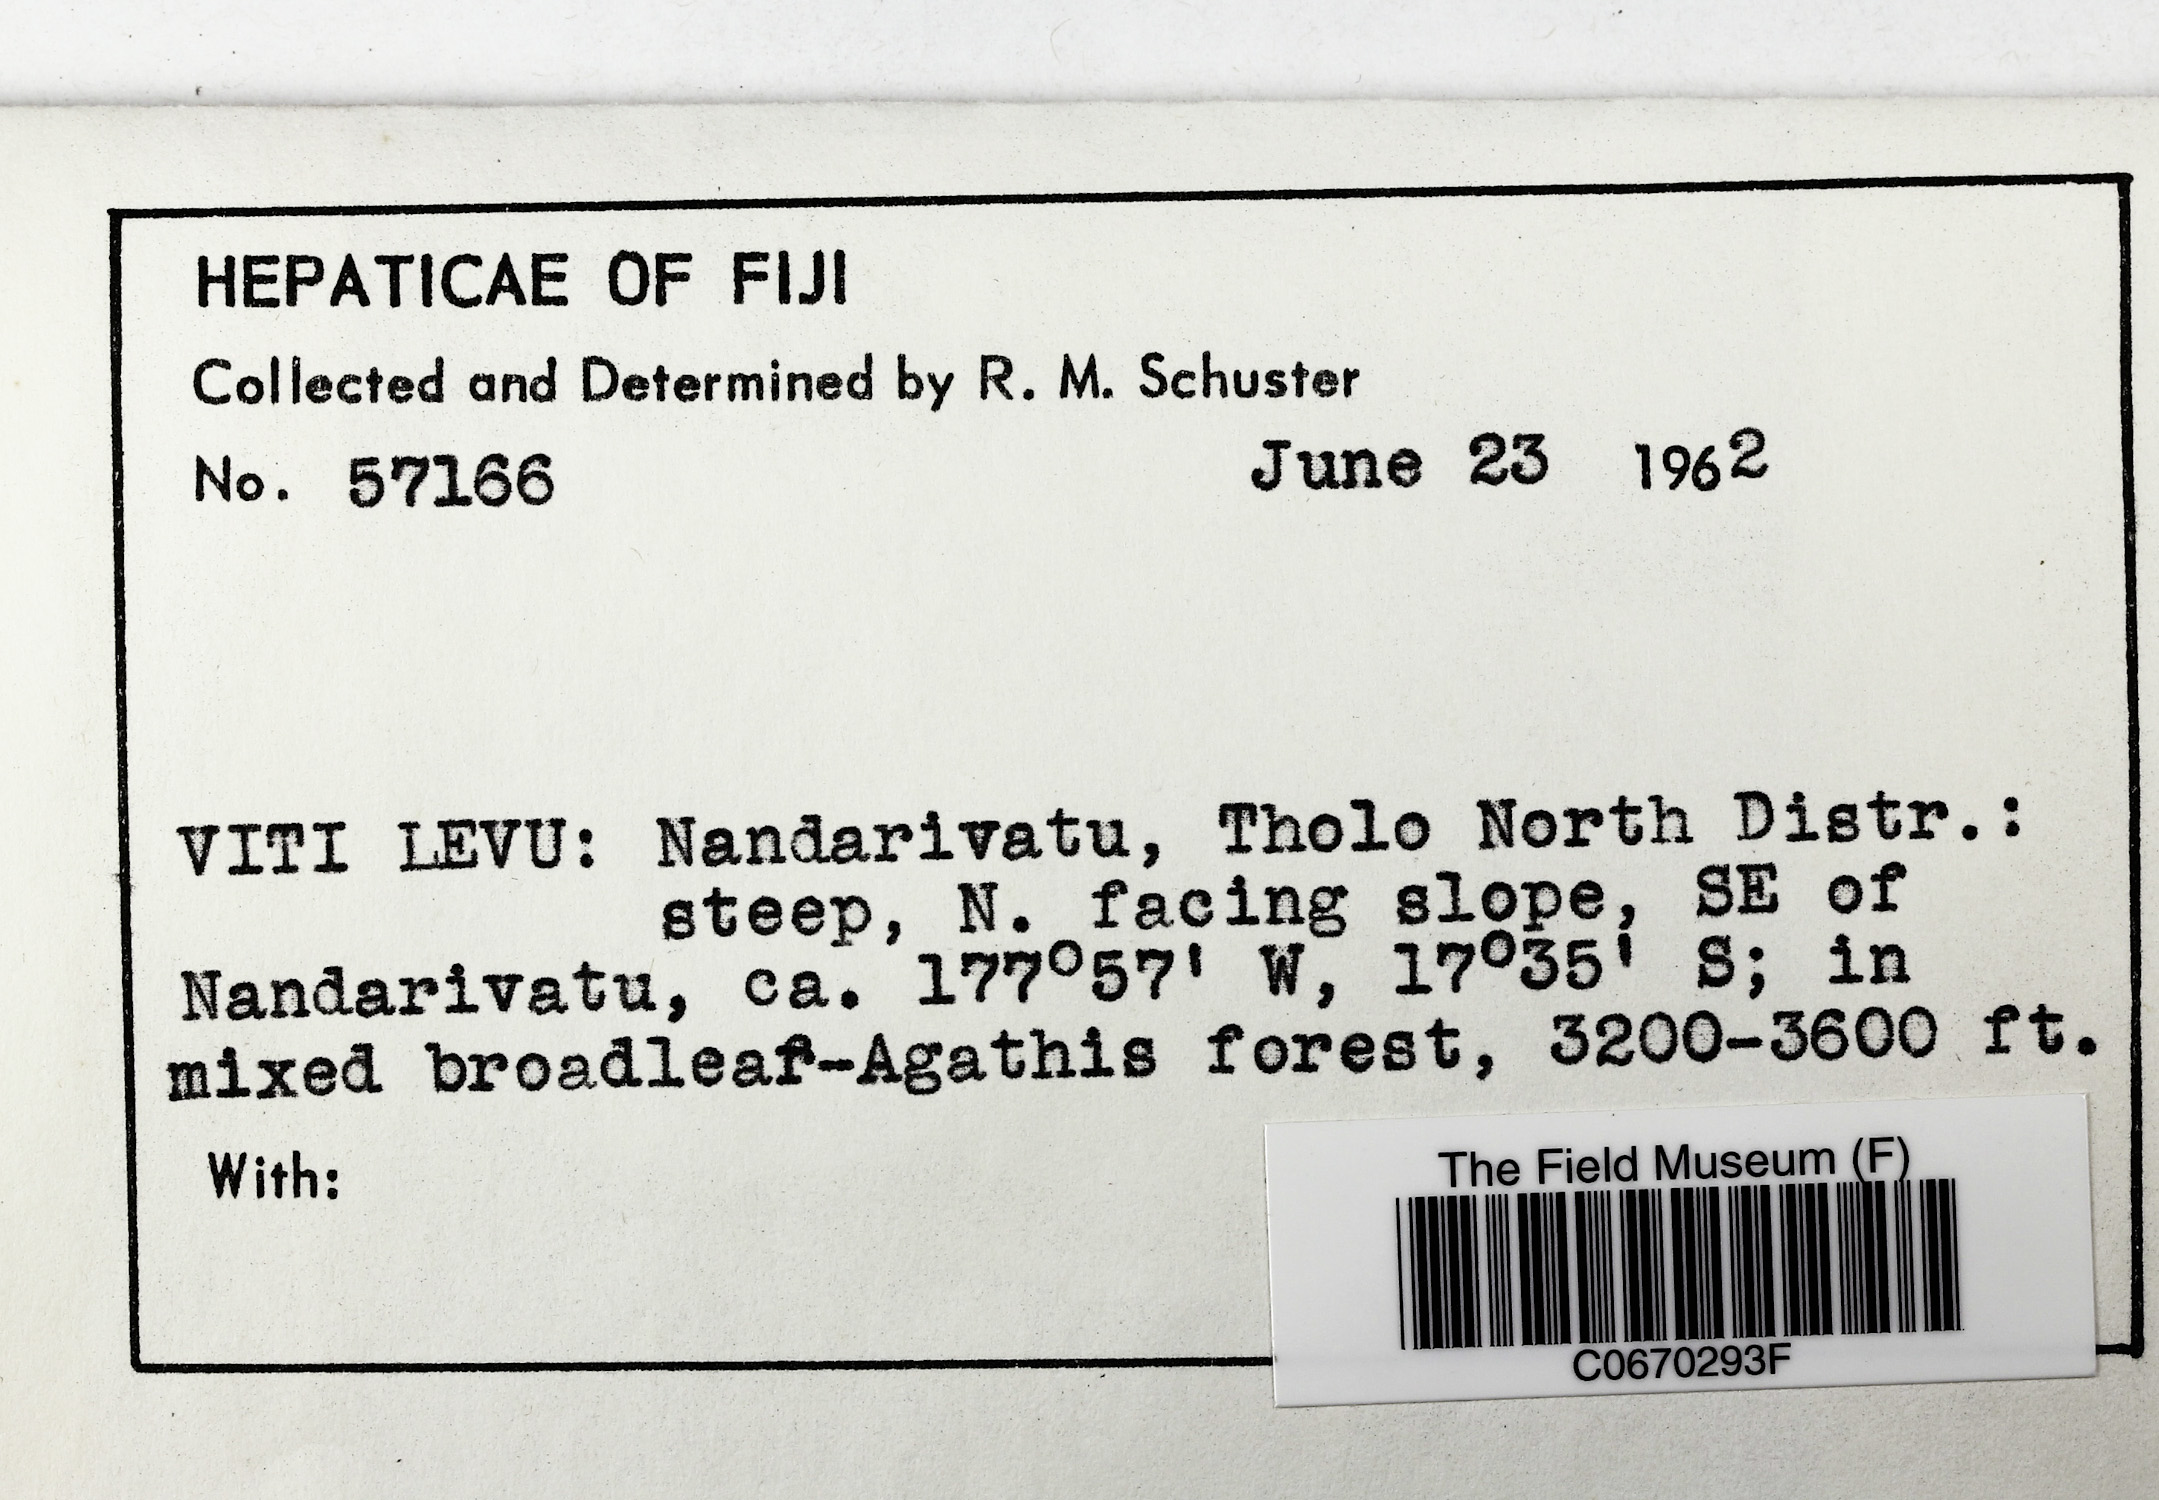 HEPATICAE OF FIJI
Collected and Determined by R. M. Schuster
No. 57166 June 23 1962
VITI LEVU: Nandarivatu, Tholo North Distr.:
steep, N. facing slope, SE of
Nandarivatu, ca. 177°57' W, 17°35' S; in
mixed broadleaf-Agathis forest, 3200-3600 ft.
With:
The Field Museum (F)
C0670293F